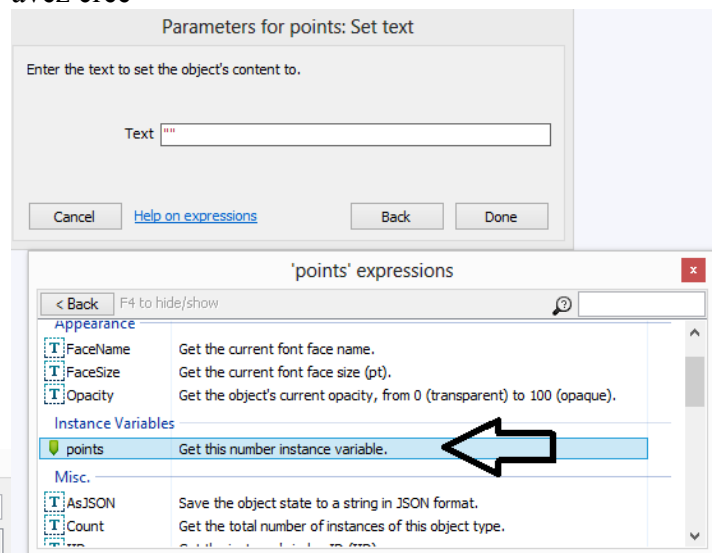 Parameters for points: Set text
Enter the text to set the object's content to.
Text ""
Cancel Help on expressions Back Done
'points' expressions x
< Back F4 to hide/show
Appearance
T FaceName Get the current font face name.
T FaceSize Get the current font face size (pt).
T Opacity Get the object's current opacity, from 0 (transparent) to 100 (opaque).
Instance Variables
points Get this number instance variable.
Misc.
T AsJSON Save the object state to a string in JSON format.
T Count Get the total number of instances of this object type.